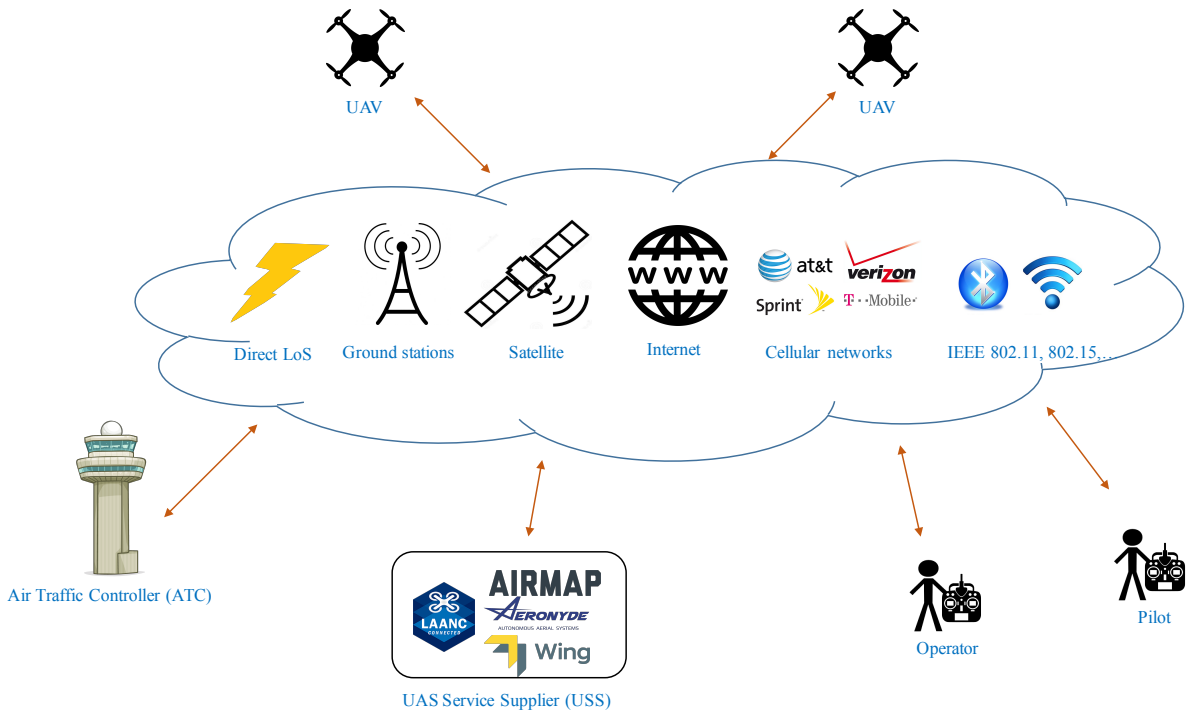 UAV
UAV
WWW
at&t
verizon
Sprint
T··Mobile·
Direct LoS
Ground stations
Satellite
Internet
Cellular networks
IEEE 802.11, 802.15,…
Air Traffic Controller (ATC)
LAANC
CONNECTED
AIRMAP
AERONYDE
AUTONOMOUS AERIAL SYSTEMS
Wing
UAS Service Supplier (USS)
Operator
Pilot